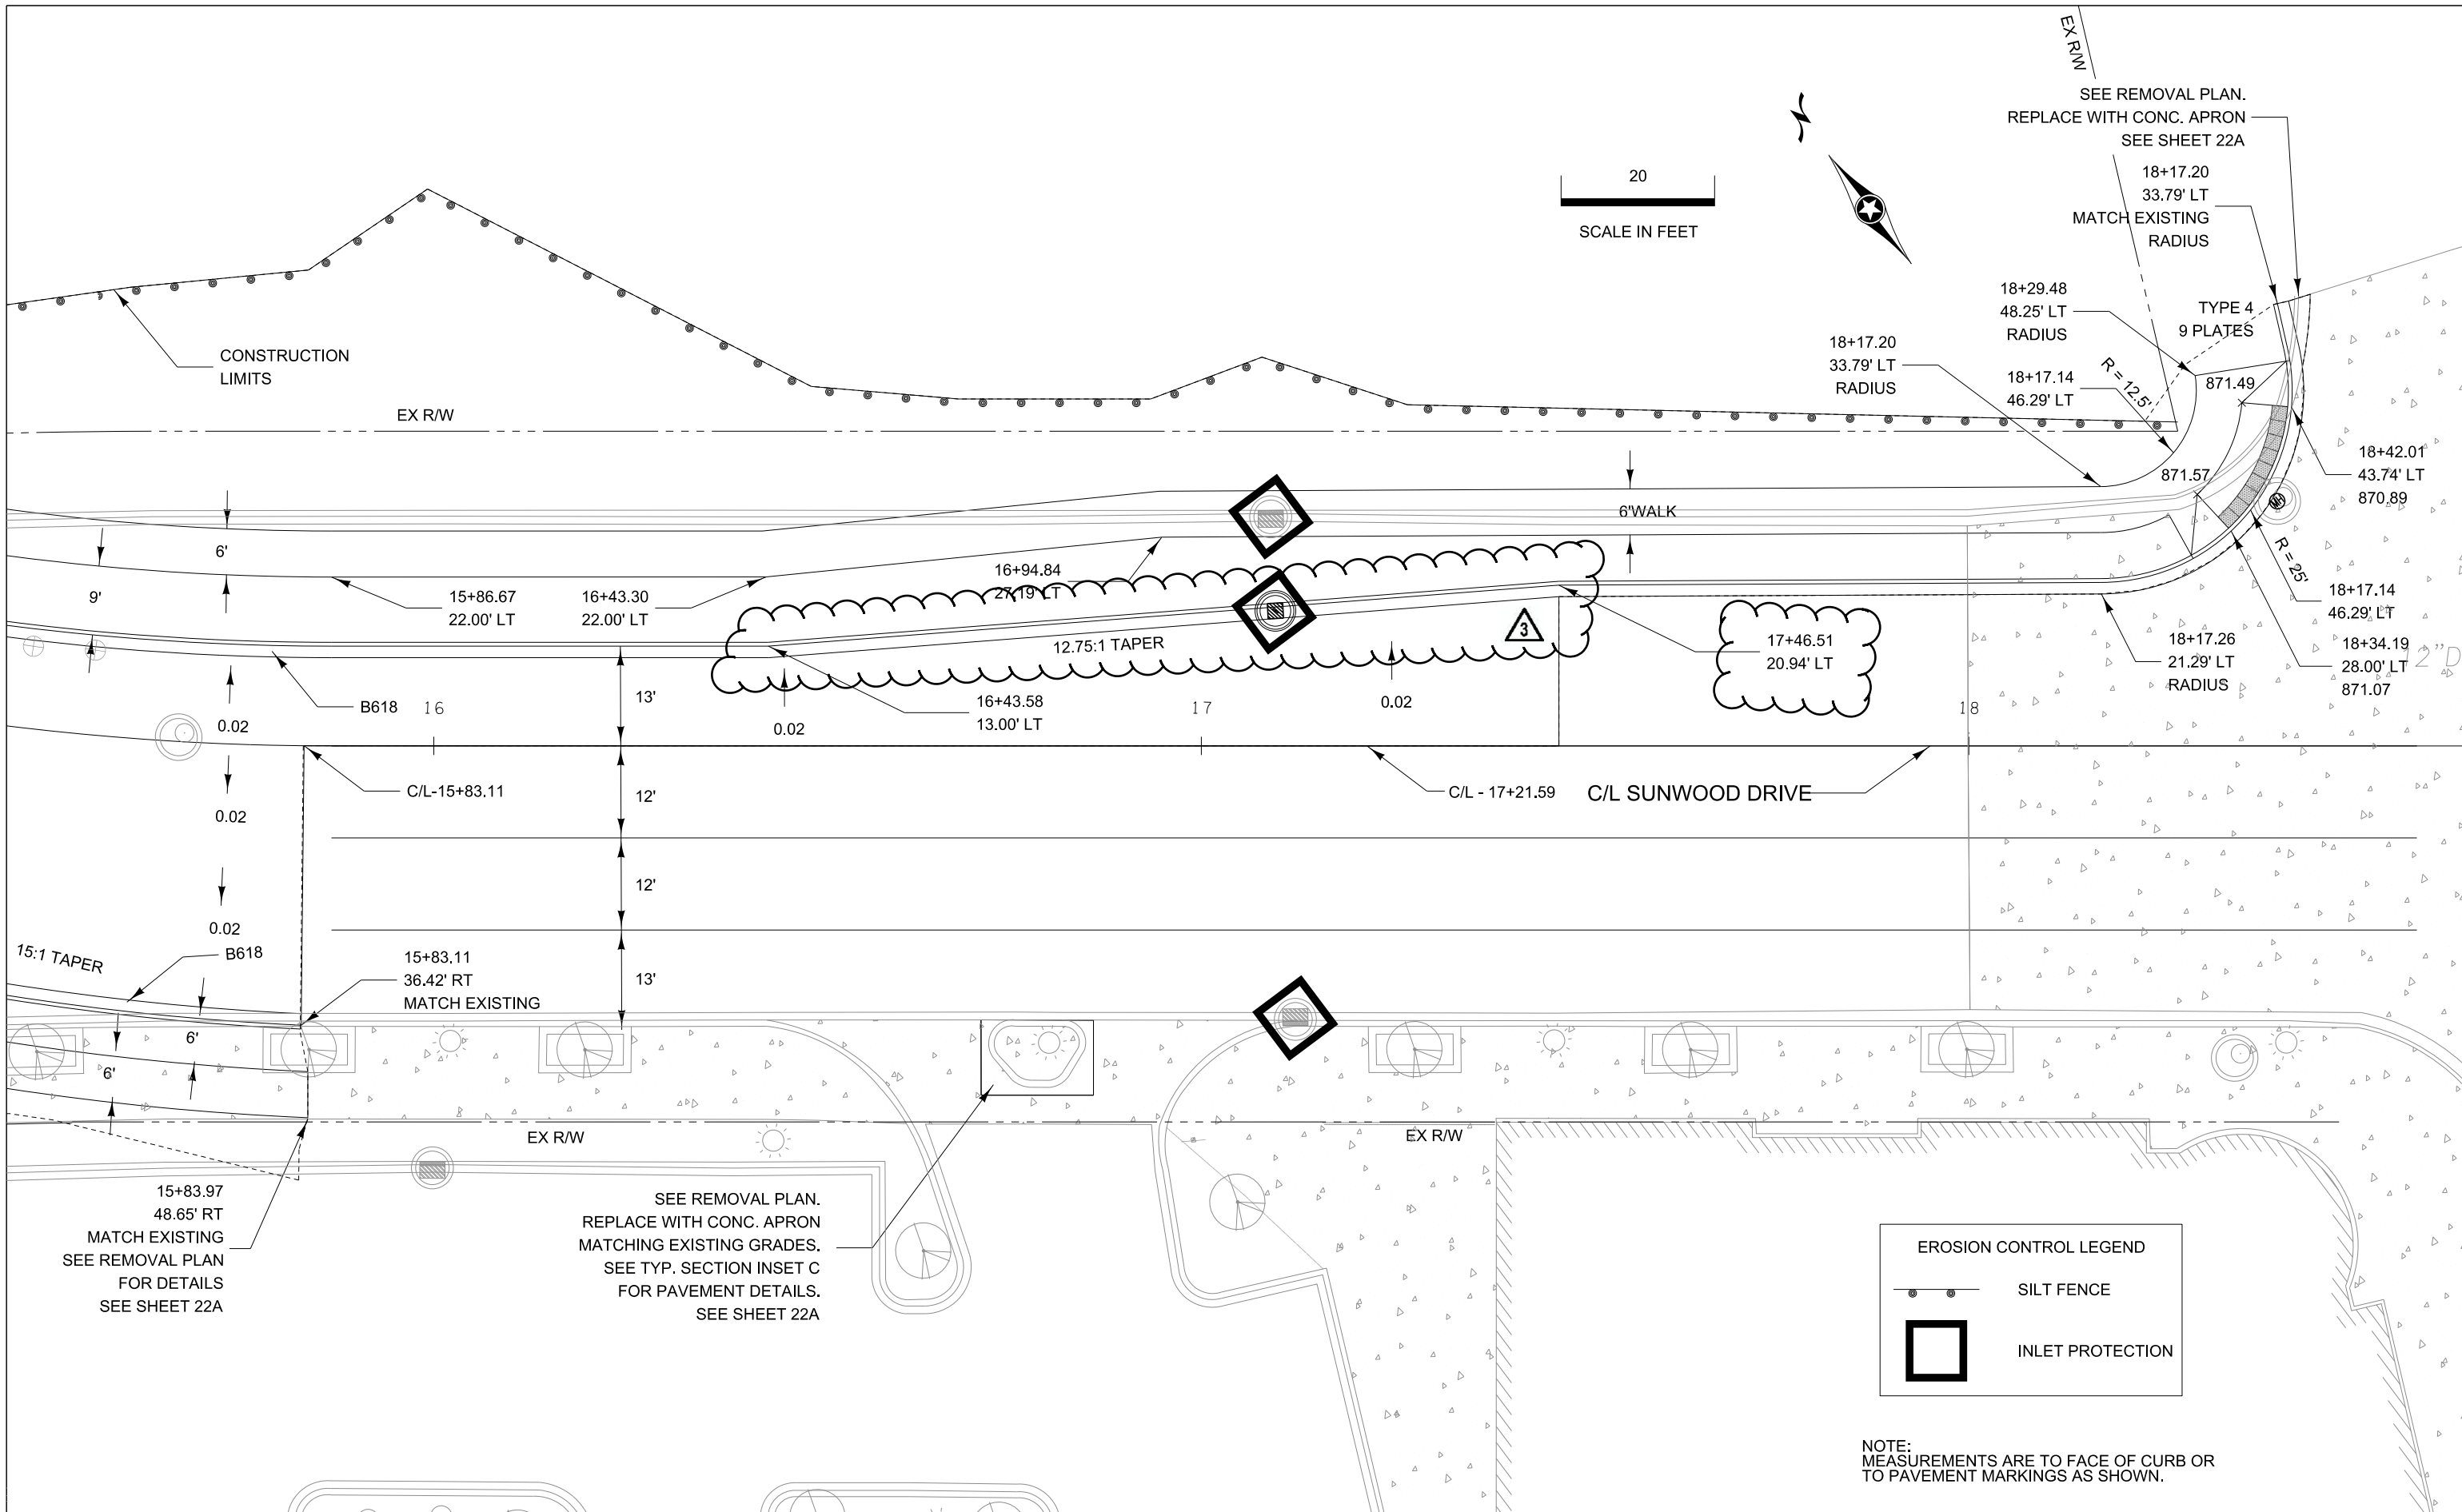 EX R/W
SEE REMOVAL PLAN.
REPLACE WITH CONC. APRON
SEE SHEET 22A
20
SCALE IN FEET
18+17.20
33.79' LT
MATCH EXISTING
RADIUS
18+29.48
48.25' LT
RADIUS
TYPE 4
9 PLATES
18+17.20
33.79' LT
RADIUS
18+17.14
46.29' LT
R = 12.5'
871.49
CONSTRUCTION
LIMITS
EX R/W
871.57
18+42.01
43.74' LT
870.89
MH
6'WALK
6'
9'
15+86.67
22.00' LT
16+43.30
22.00' LT
16+94.84
27.19' LT
R = 25'
18+17.14
46.29' LT
3
12.75:1 TAPER
17+46.51
20.94' LT
18+17.26
21.29' LT
RADIUS
18+34.19
28.00' LT
871.07
12"D
B618
16
13'
16+43.58
13.00' LT
17
0.02
18
0.02
0.02
C/L-15+83.11
12'
C/L - 17+21.59
C/L SUNWOOD DRIVE
0.02
12'
0.02
15:1 TAPER
B618
15+83.11
36.42' RT
MATCH EXISTING
13'
6'
6'
EX R/W
EX R/W
15+83.97
48.65' RT
MATCH EXISTING
SEE REMOVAL PLAN
FOR DETAILS
SEE SHEET 22A
SEE REMOVAL PLAN.
REPLACE WITH CONC. APRON
MATCHING EXISTING GRADES.
SEE TYP. SECTION INSET C
FOR PAVEMENT DETAILS.
SEE SHEET 22A
EROSION CONTROL LEGEND
SILT FENCE
INLET PROTECTION
NOTE:
MEASUREMENTS ARE TO FACE OF CURB OR
TO PAVEMENT MARKINGS AS SHOWN.